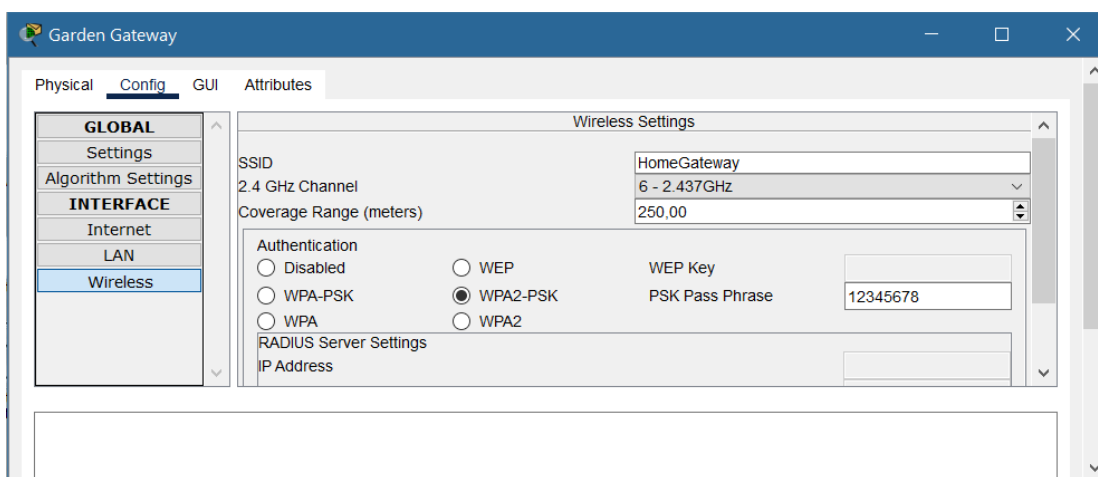 Garden Gateway
Physical Config GUI Attributes
GLOBAL
Settings
Algorithm Settings
INTERFACE
Internet
LAN
Wireless
Wireless Settings
SSID HomeGateway
2.4 GHz Channel 6 - 2.437GHz
Coverage Range (meters) 250,00
Authentication
Disabled WEP WEP Key
WPA-PSK WPA2-PSK PSK Pass Phrase 12345678
WPA WPA2
RADIUS Server Settings
IP Address